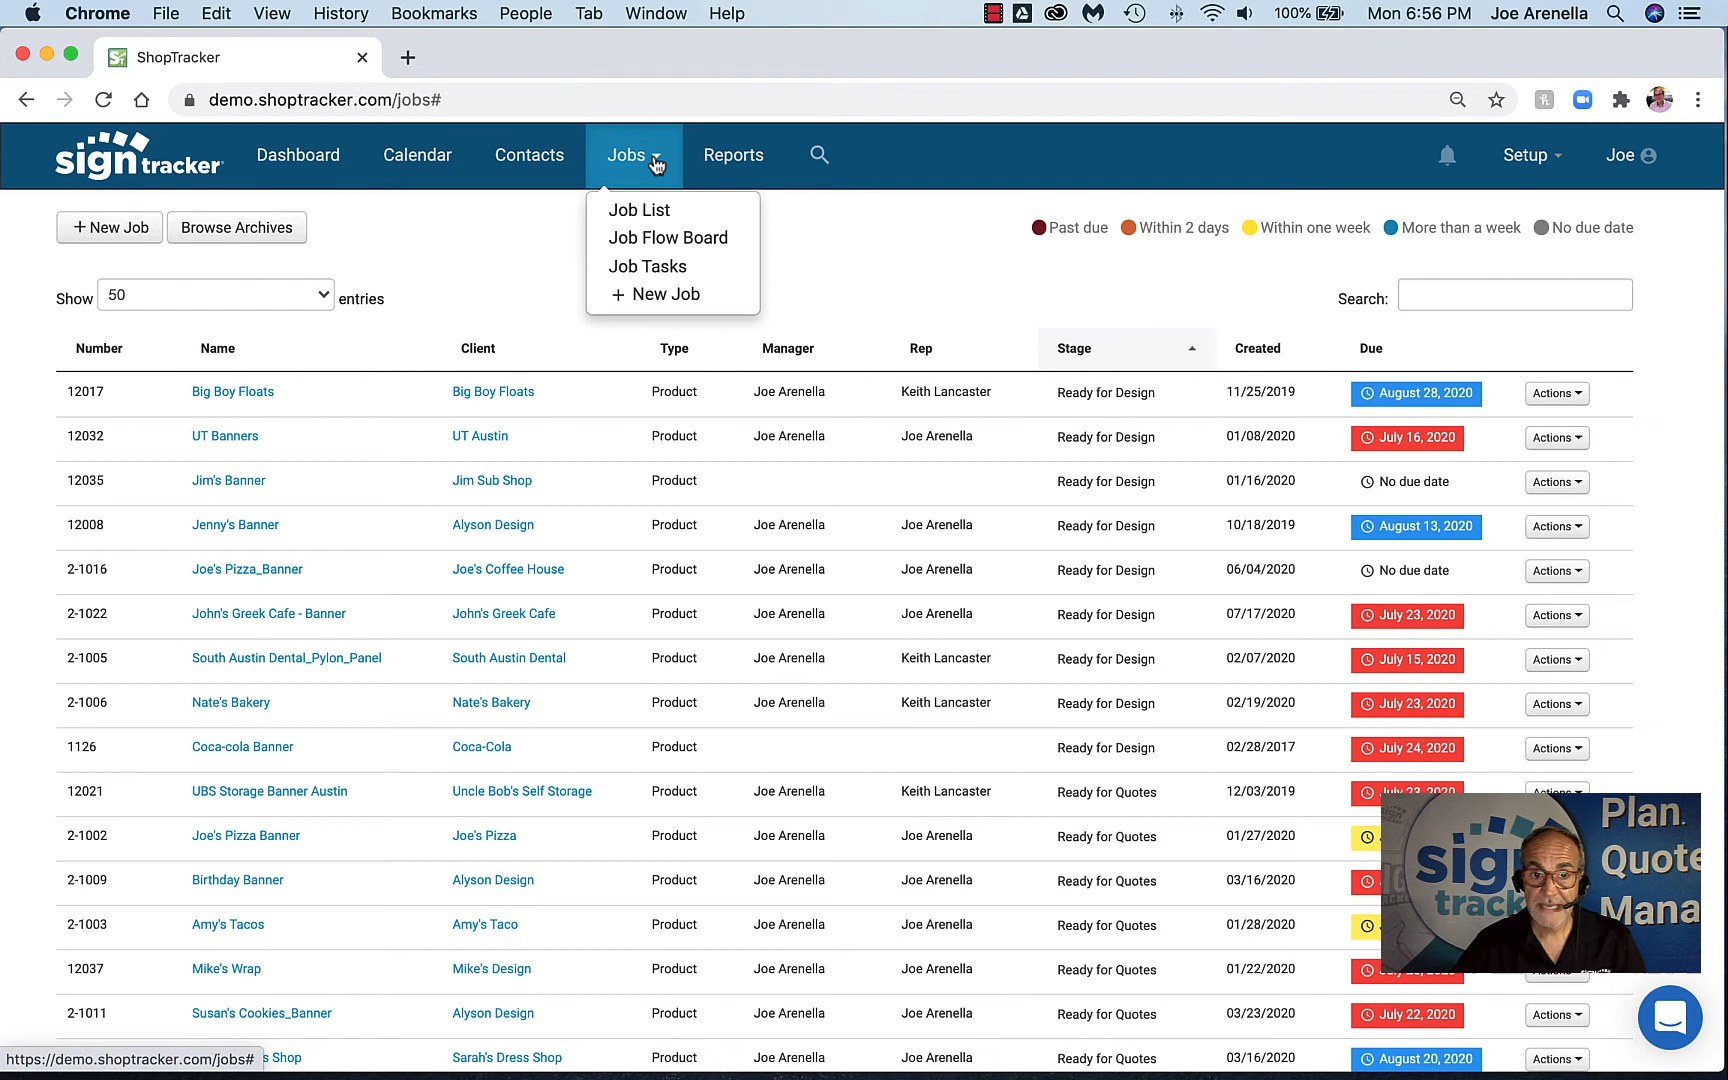 Chrome File Edit View History Bookmarks People Tab Window Help 100% Mon 6:56 PM Joe Arenella
ShopTracker
demo.shoptracker.com/jobs#
sign tracker Dashboard Calendar Contacts Jobs Reports Setup Joe
+ New Job Browse Archives
Job List
Job Flow Board
Job Tasks
+ New Job
Past due Within 2 days Within one week More than a week No due date
Show 50 entries
Search:
Number Name Client Type Manager Rep Stage Created Due
12017 Big Boy Floats Big Boy Floats Product Joe Arenella Keith Lancaster Ready for Design 11/25/2019 August 28, 2020 Actions
12032 UT Banners UT Austin Product Joe Arenella Joe Arenella Ready for Design 01/08/2020 July 16, 2020 Actions
12035 Jim's Banner Jim Sub Shop Product Ready for Design 01/16/2020 No due date Actions
12008 Jenny's Banner Alyson Design Product Joe Arenella Joe Arenella Ready for Design 10/18/2019 August 13, 2020 Actions
2-1016 Joe's Pizza_Banner Joe's Coffee House Product Joe Arenella Joe Arenella Ready for Design 06/04/2020 No due date Actions
2-1022 John's Greek Cafe - Banner John's Greek Cafe Product Joe Arenella Joe Arenella Ready for Design 07/17/2020 July 23, 2020 Actions
2-1005 South Austin Dental_Pylon_Panel South Austin Dental Product Joe Arenella Keith Lancaster Ready for Design 02/07/2020 July 15, 2020 Actions
2-1006 Nate's Bakery Nate's Bakery Product Joe Arenella Keith Lancaster Ready for Design 02/19/2020 July 23, 2020 Actions
1126 Coca-cola Banner Coca-Cola Product Ready for Design 02/28/2017 July 24, 2020 Actions
12021 UBS Storage Banner Austin Uncle Bob's Self Storage Product Joe Arenella Keith Lancaster Ready for Quotes 12/03/2019 July 23, 2020 Actions
2-1002 Joe's Pizza Banner Joe's Pizza Product Joe Arenella Joe Arenella Ready for Quotes 01/27/2020
2-1009 Birthday Banner Alyson Design Product Joe Arenella Joe Arenella Ready for Quotes 03/16/2020
2-1003 Amy's Tacos Amy's Taco Product Joe Arenella Joe Arenella Ready for Quotes 01/28/2020
12037 Mike's Wrap Mike's Design Product Joe Arenella Joe Arenella Ready for Quotes 01/22/2020
2-1011 Susan's Cookies_Banner Alyson Design Product Joe Arenella Joe Arenella Ready for Quotes 03/23/2020 July 22, 2020 Actions
s Shop Sarah's Dress Shop Product Joe Arenella Joe Arenella Ready for Quotes 03/16/2020 August 20, 2020 Actions
https://demo.shoptracker.com/jobs#
Plan.
Quote
Mana
sign
track